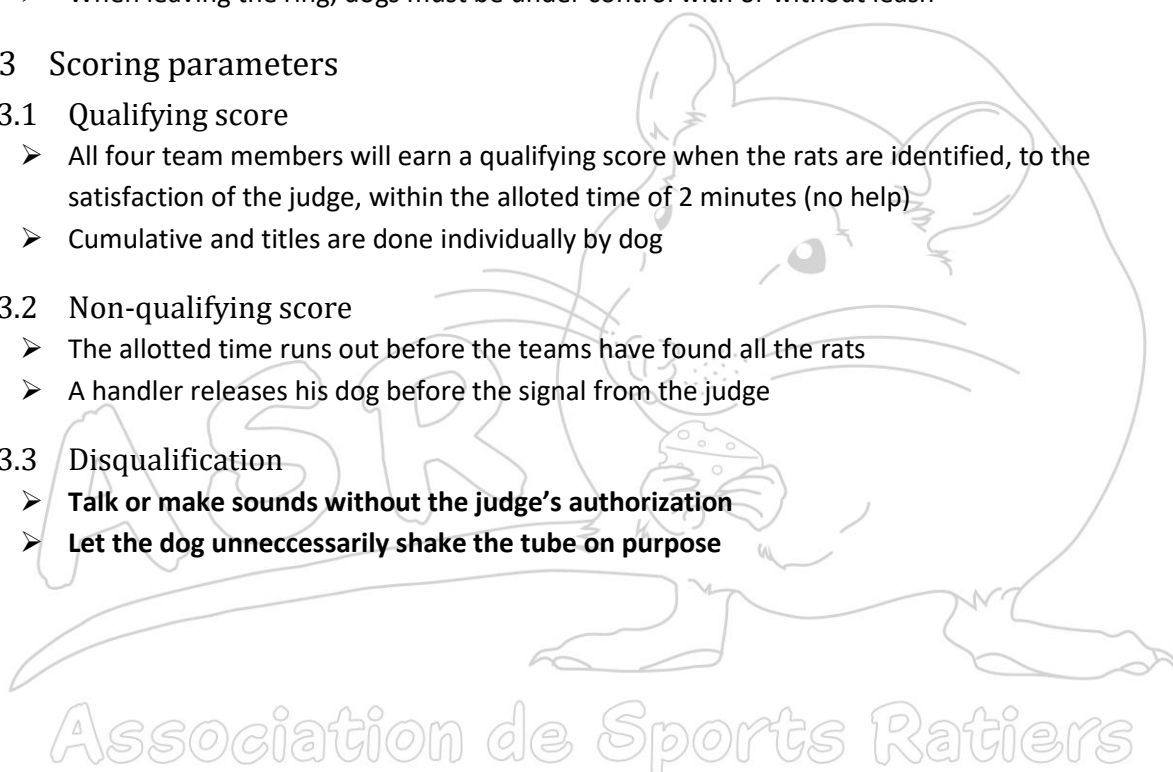 When leaving the ring, dogs must be under control with or without leash
3 Scoring parameters
3.1 Qualifying score
➢ All four team members will earn a qualifying score when the rats are identified, to the
satisfaction of the judge, within the alloted time of 2 minutes (no help)
➢ Cumulative and titles are done individually by dog
3.2 Non-qualifying score
➢ The allotted time runs out before the teams have found all the rats
➢ A handler releases his dog before the signal from the judge
3.3 Disqualification
➢ Talk or make sounds without the judge’s authorization
➢ Let the dog unneccessarily shake the tube on purpose
ASR
Association de Sports Ratiers